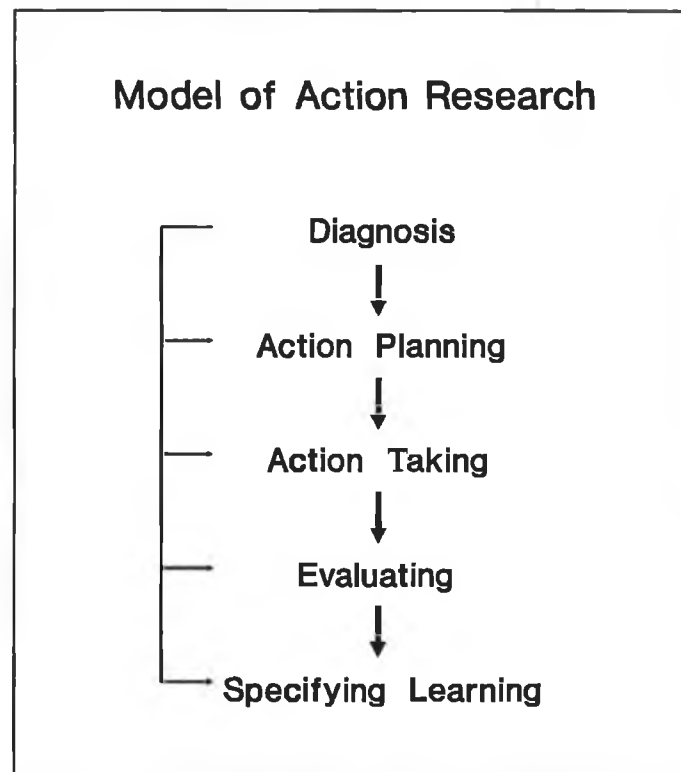 Model of Action Research
Diagnosis
Action Planning
Action Taking
Evaluating
Specifying Learning